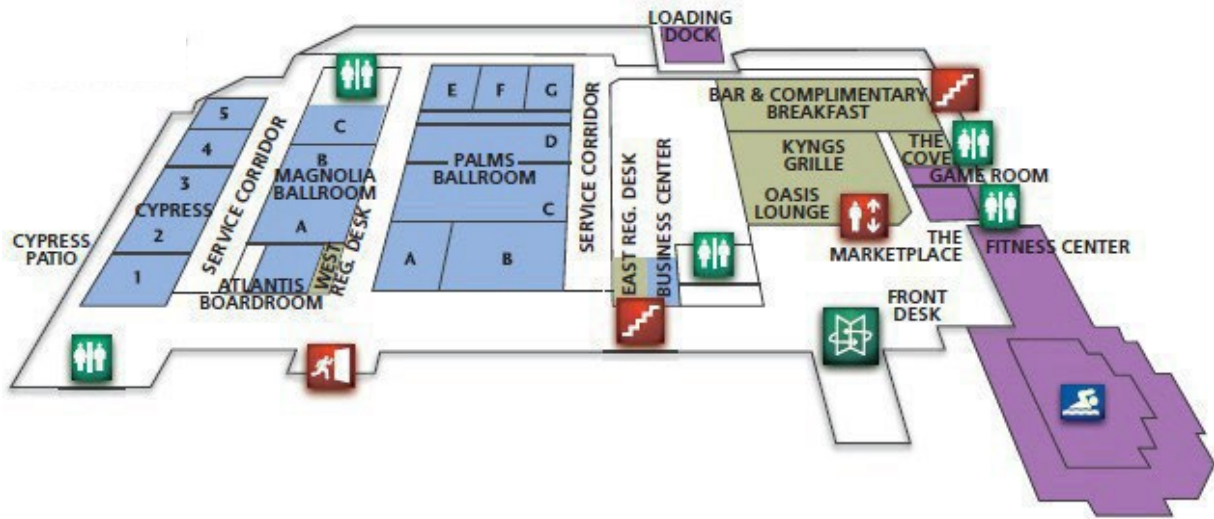 LOADING
DOCK
BAR & COMPLIMENTARY
BREAKFAST
KYNGS
GRILLE
OASIS
LOUNGE
THE
COVE
GAME ROOM
THE
MARKETPLACE
FITNESS CENTER
FRONT
DESK
5
4
3
CYPRESS
2
1
CYPRESS
PATIO
SERVICE CORRIDOR
C
B
MAGNOLIA
BALLROOM
A
ATLANTIS
BOARDROOM
WEST
REG. DESK
E
F
G
D
PALMS
BALLROOM
C
A
B
SERVICE CORRIDOR
EAST REG. DESK
BUSINESS CENTER